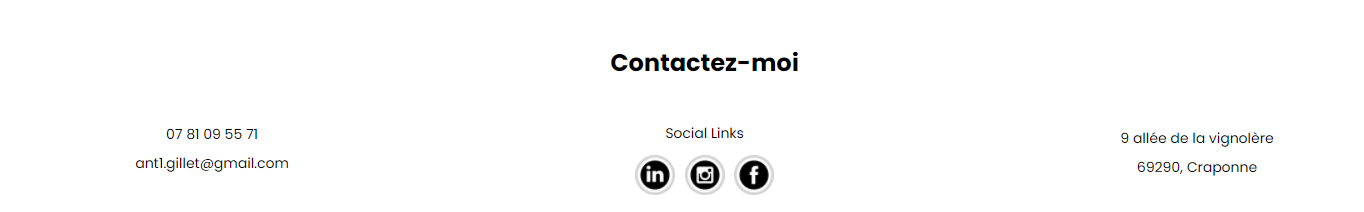 Contactez-moi
07 81 09 55 71
ant1.gillet@gmail.com
Social Links
in
f
9 allée de la vignolère
69290, Craponne